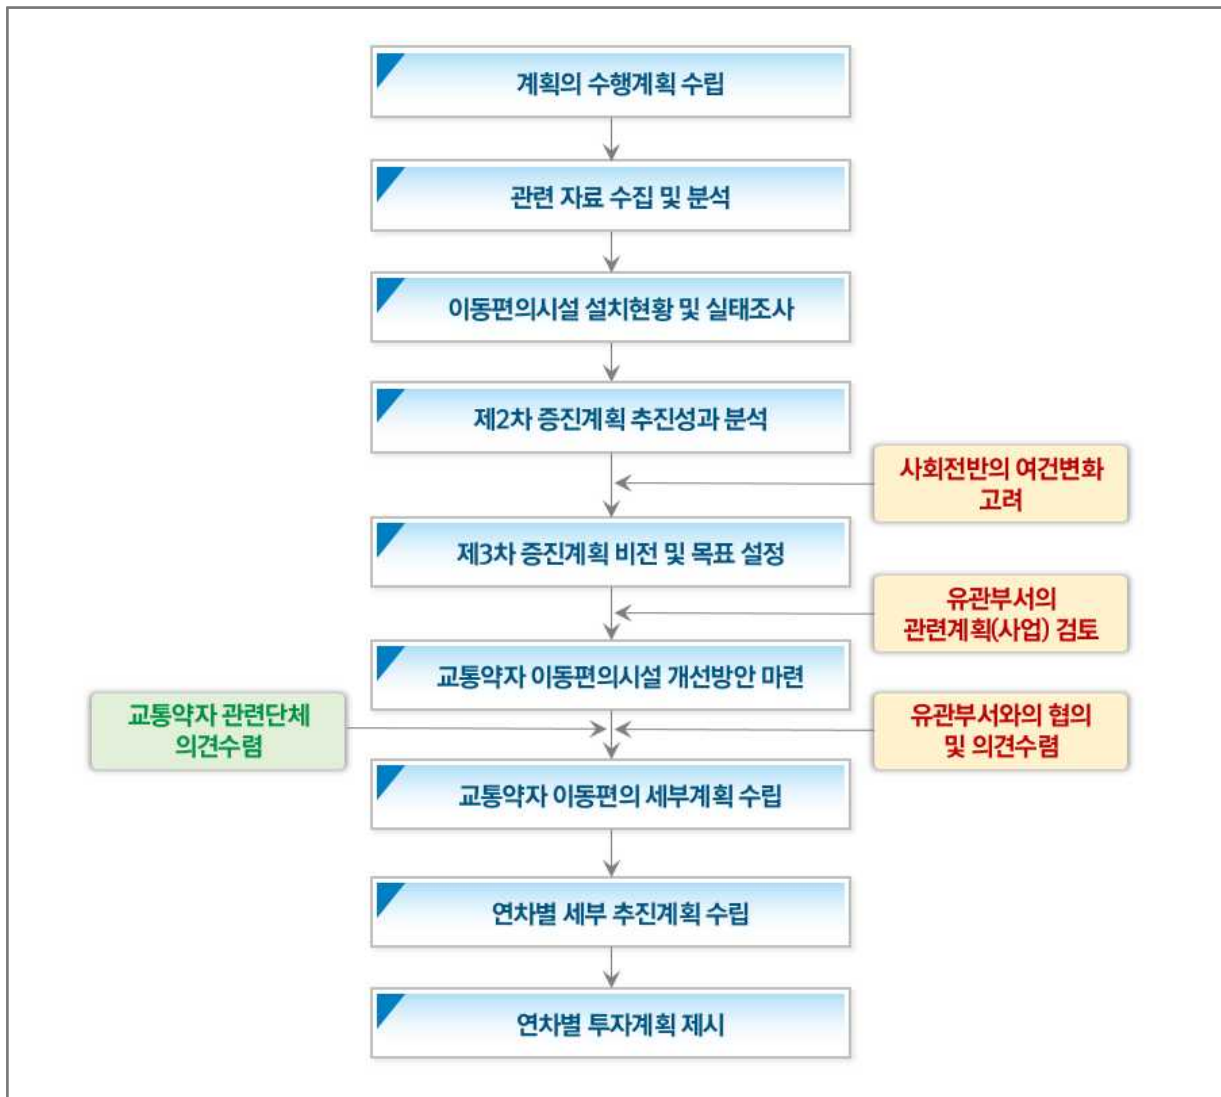 계획의 수행계획 수립
관련 자료 수집 및 분석
이동편의시설 설치현황 및 실태조사
제2차 증진계획 추진성과 분석
사회전반의 여건변화
고려
제3차 증진계획 비전 및 목표 설정
유관부서의
관련계획(사업) 검토
교통약자 이동편의시설 개선방안 마련
교통약자 관련단체
의견수렴
유관부서와의 협의
및 의견수렴
교통약자 이동편의 세부계획 수립
연차별 세부 추진계획 수립
연차별 투자계획 제시